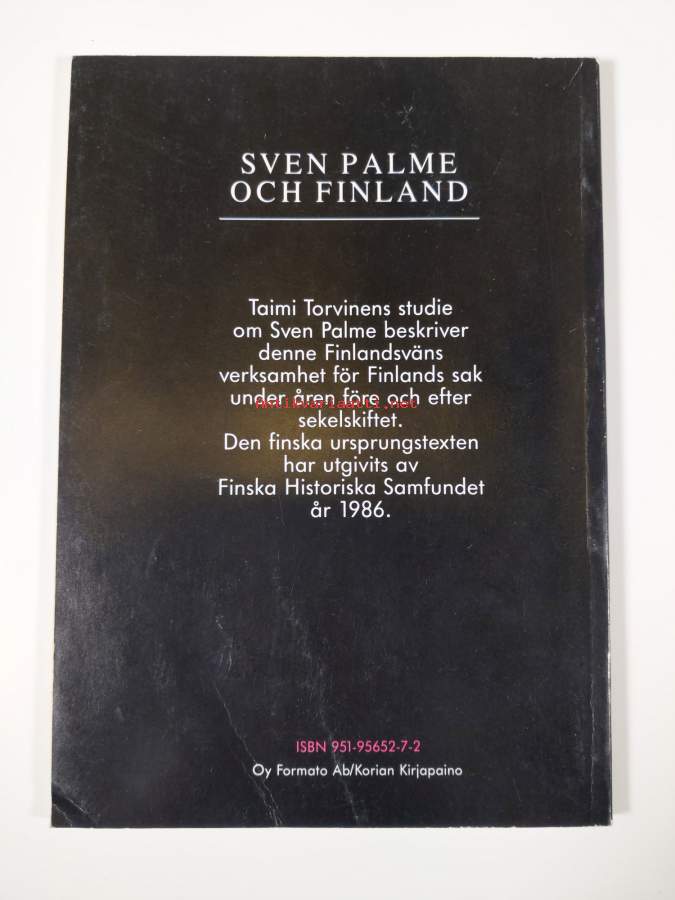 SVEN PALME
OCH FINLAND
Taimi Torvinens studie
om Sven Palme beskriver
denne Finlandsväns
verksamhet för Finlands sak
under åren före och efter
Antikvariaatti.net
sekelskiftet.
Den finska ursprungstexten
har utgivits av
Finska Historiska Samfundet
år 1986.
ISBN 951-95652-7-2
Oy Formato Ab/Korian Kirjapaino